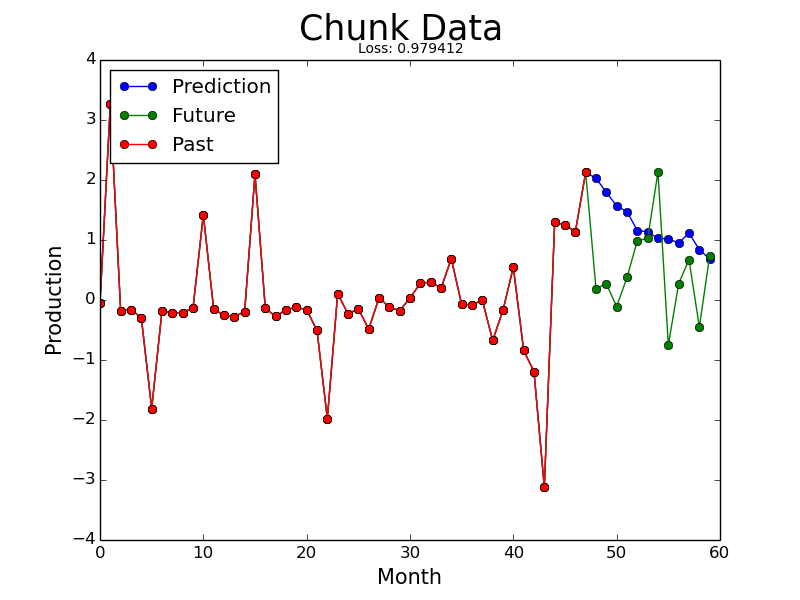 Chunk Data
Loss: 0.979412
Prediction
Future
Past
4
3
2
1
0
−1
−2
−3
−4
Production
0 10 20 30 40 50 60
Month